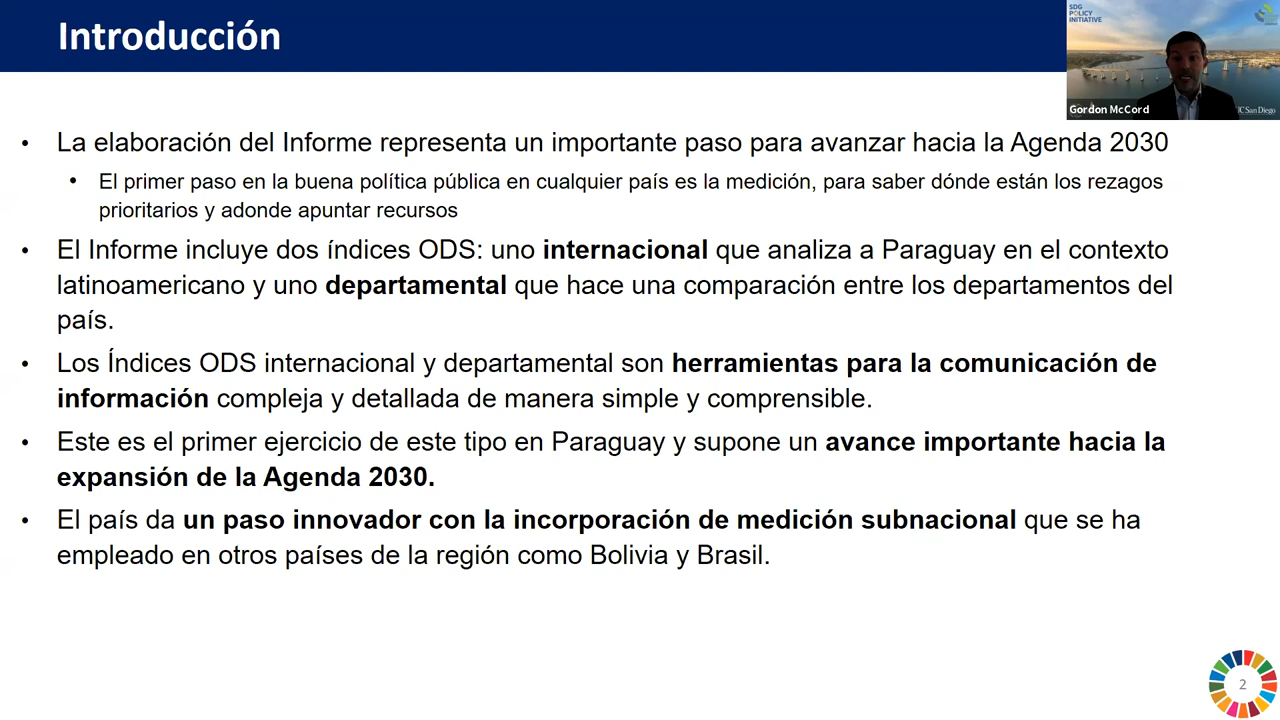 Introducción
SDG
POLICY
INITIATIVE
Gordon McCord
UC San Diego
• La elaboración del Informe representa un importante paso para avanzar hacia la Agenda 2030
• El primer paso en la buena política pública en cualquier país es la medición, para saber dónde están los rezagos
prioritarios y adonde apuntar recursos
• El Informe incluye dos índices ODS: uno internacional que analiza a Paraguay en el contexto
latinoamericano y uno departamental que hace una comparación entre los departamentos del
país.
• Los Índices ODS internacional y departamental son herramientas para la comunicación de
información compleja y detallada de manera simple y comprensible.
• Este es el primer ejercicio de este tipo en Paraguay y supone un avance importante hacia la
expansión de la Agenda 2030.
• El país da un paso innovador con la incorporación de medición subnacional que se ha
empleado en otros países de la región como Bolivia y Brasil.
2